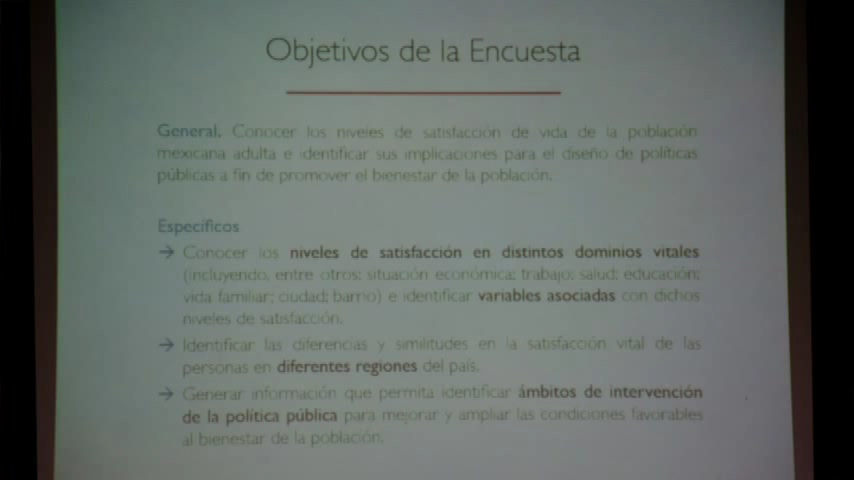 Objetivos de la Encuesta
General. Conocer los niveles de satisfacción de vida de la población
mexicana adulta e identificar sus implicaciones para el diseño de políticas
públicas a fin de promover el bienestar de la población.
Específicos
→ Conocer los niveles de satisfacción en distintos dominios vitales
(incluyendo, entre otros: situación económica; trabajo; salud; educación;
vida familiar; ciudad; barrio) e identificar variables asociadas con dichos
niveles de satisfacción.
→ Identificar las diferencias y similitudes en la satisfacción vital de las
personas en diferentes regiones del país.
→ Generar información que permita identificar ámbitos de intervención
de la política pública para mejorar y ampliar las condiciones favorables
al bienestar de la población.